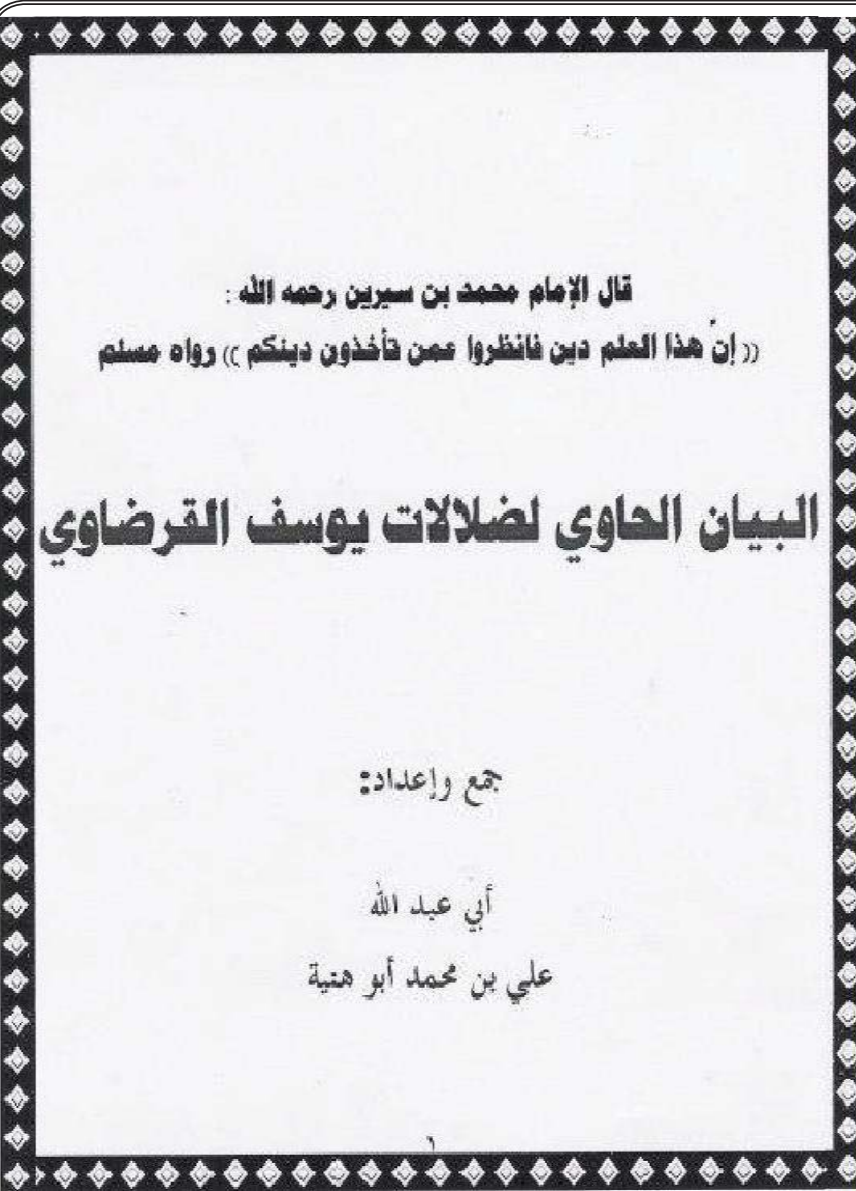 قال الإمام محمد بن سيرين رحمه الله :
(( إنّ هذا العلم دين فانظروا عمن تأخذون دينكم )) رواه مسلم
البيان الحاوي لضلالات يوسف القرضاوي
جمع وإعداد:
أبي عبد الله
علي بن محمد أبو هنية
٦